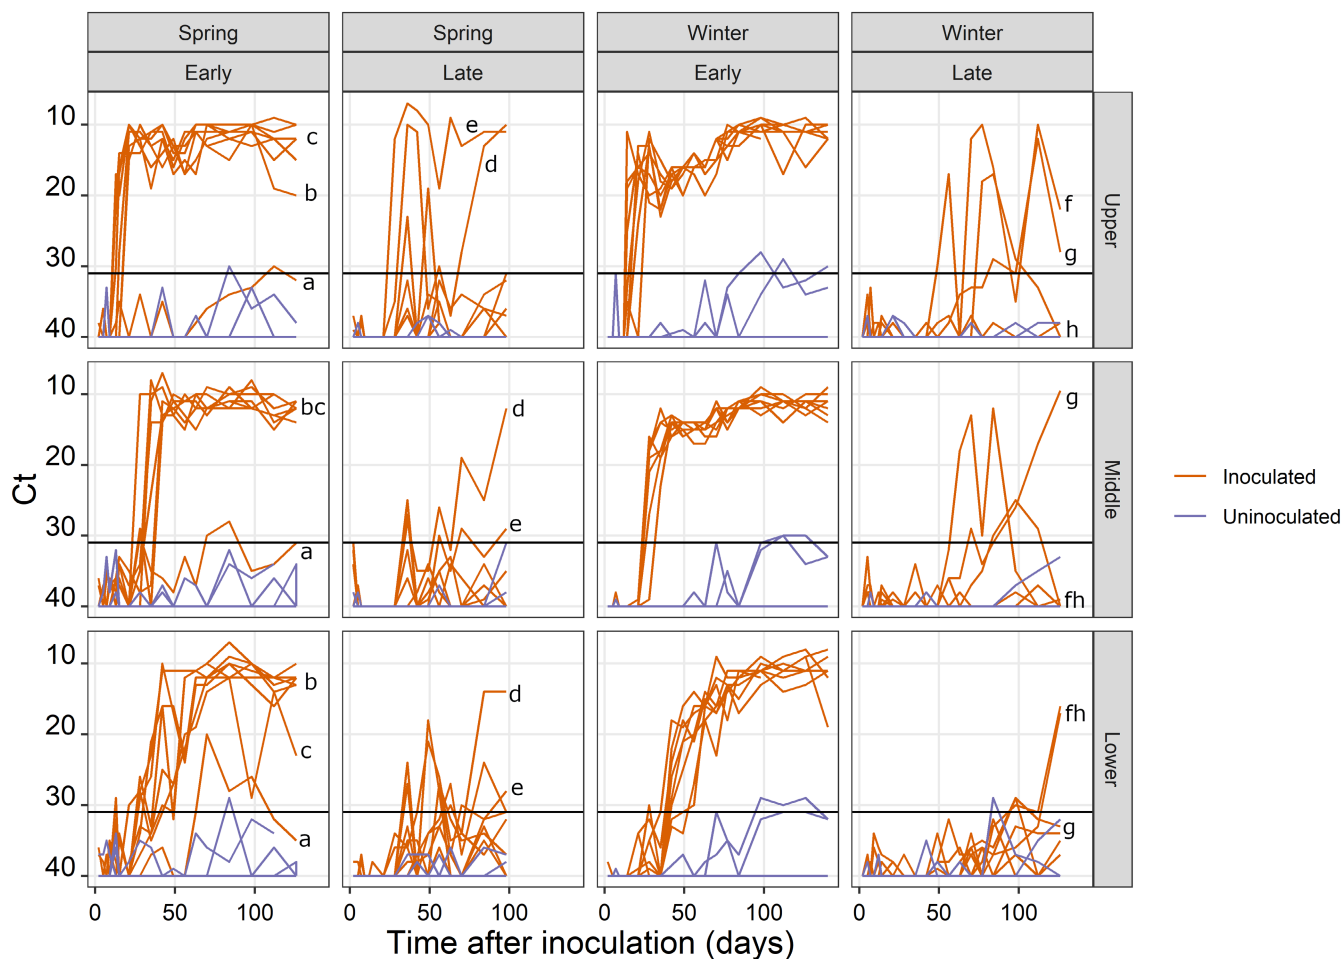 Spring Spring Winter Winter
Early Late Early Late
10
20
30
40
c
b
a
e
d
f
g
h
Upper
10
20
30
40
bc
a
d
e
g
fh
Middle
Ct
Inoculated
Uninoculated
10
20
30
40
b
c
a
d
e
fh
g
Lower
0 50 100 0 50 100 0 50 100 0 50 100
Time after inoculation (days)